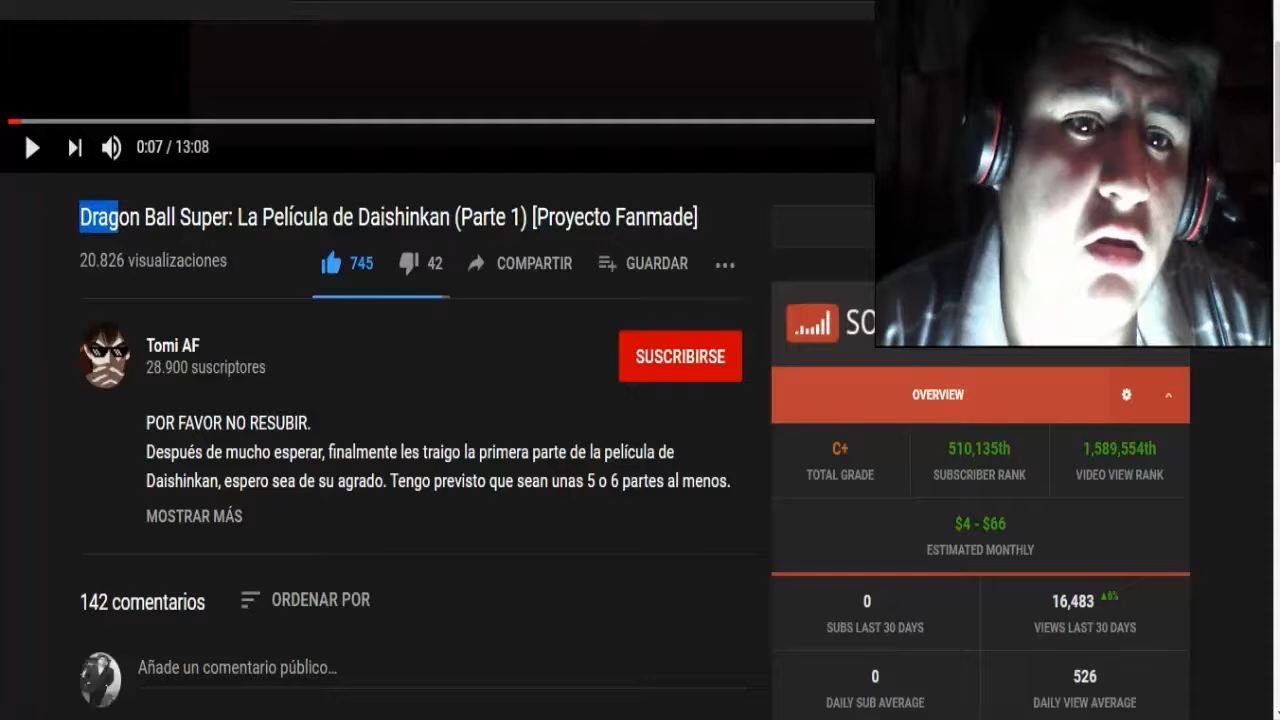 0:07 / 13:08
Dragon Ball Super: La Película de Daishinkan (Parte 1) [Proyecto Fanmade]
20.826 visualizaciones
745
42
COMPARTIR
GUARDAR
Tomi AF
28.900 suscriptores
SUSCRIBIRSE
POR FAVOR NO RESUBIR.
Después de mucho esperar, finalmente les traigo la primera parte de la película de
Daishinkan, espero sea de su agrado. Tengo previsto que sean unas 5 o 6 partes al menos.
MOSTRAR MÁS
142 comentarios
ORDENAR POR
Añade un comentario público...
SO
OVERVIEW
C+
TOTAL GRADE
510,135th
SUBSCRIBER RANK
1,589,554th
VIDEO VIEW RANK
$4 - $66
ESTIMATED MONTHLY
0
SUBS LAST 30 DAYS
16,483 ▲6%
VIEWS LAST 30 DAYS
0
DAILY SUB AVERAGE
526
DAILY VIEW AVERAGE